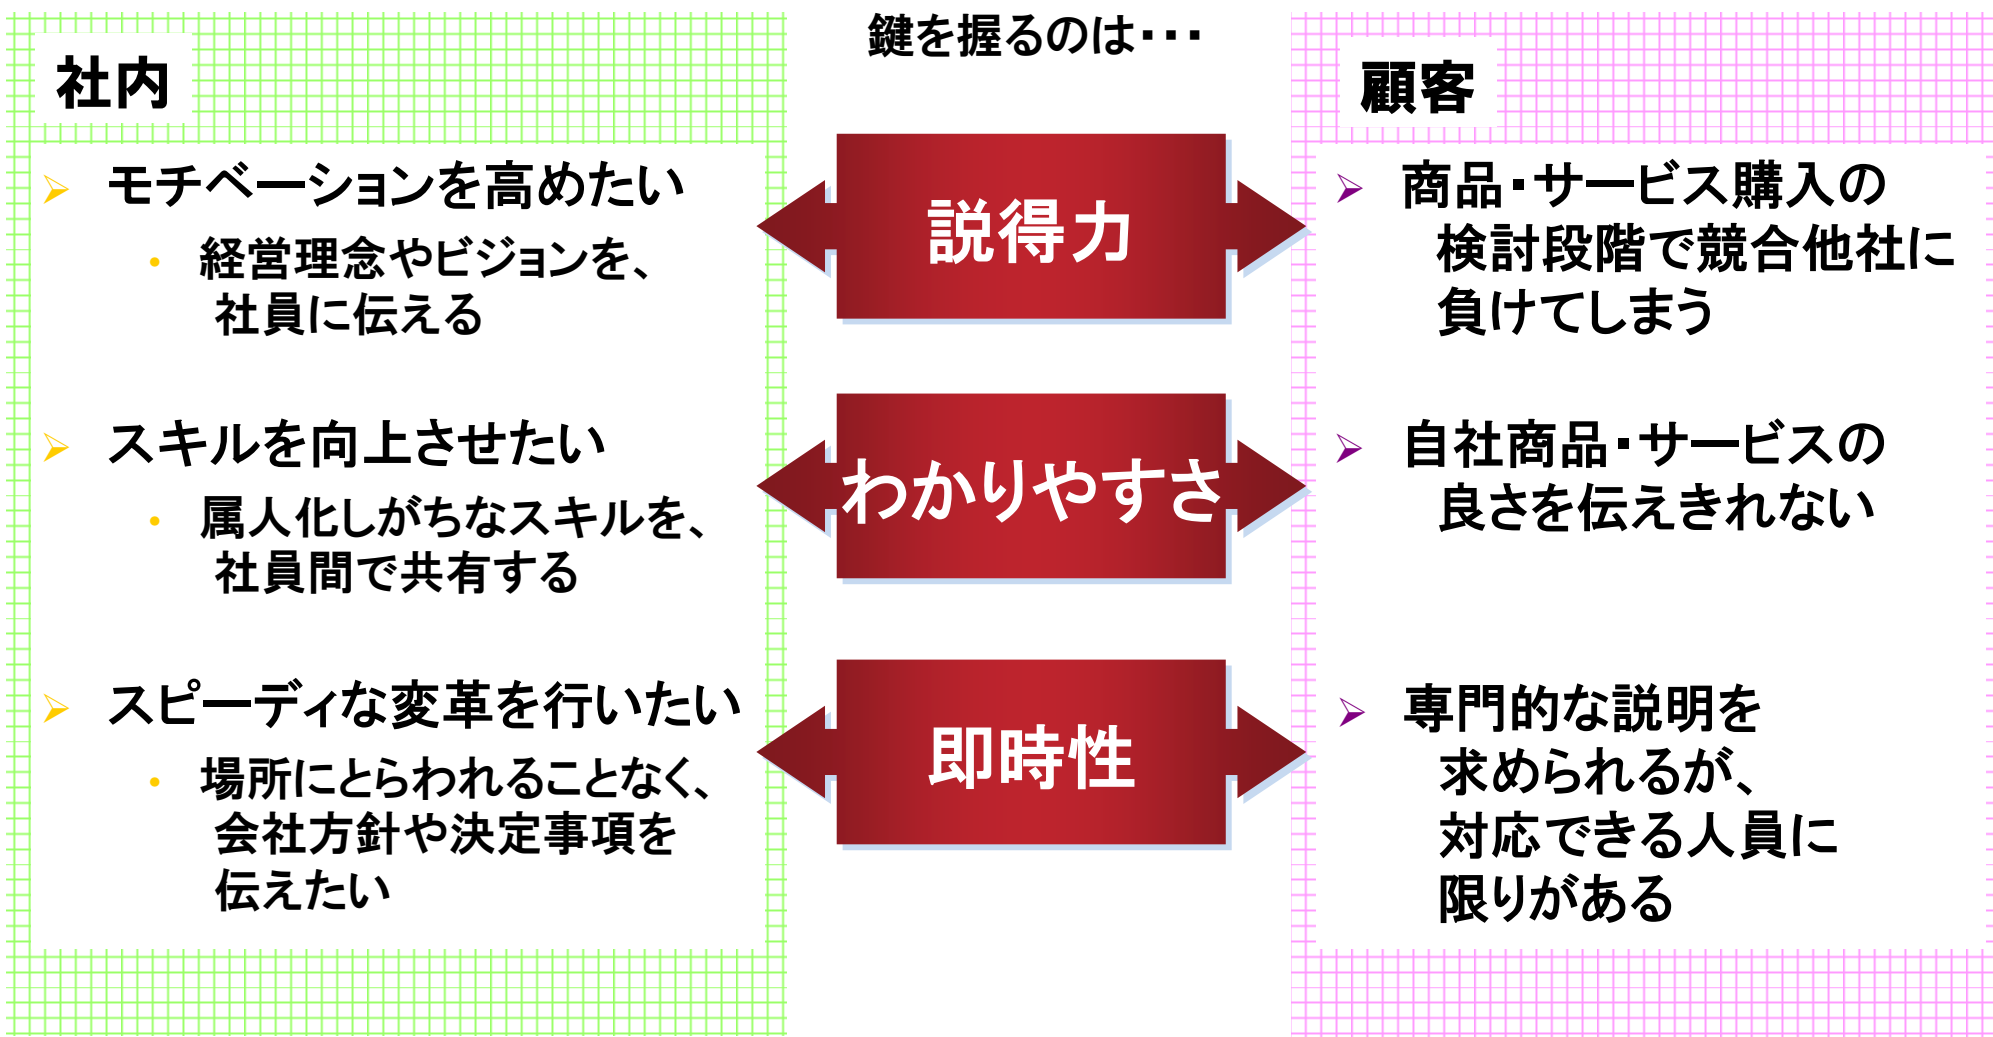 鍵を握るのは・・・
社内
モチベーションを高めたい
経営理念やビジョンを、
社員に伝える
スキルを向上させたい
属人化しがちなスキルを、
社員間で共有する
スピーディな変革を行いたい
場所にとらわれることなく、
会社方針や決定事項を
伝えたい
説得力
わかりやすさ
即時性
顧客
商品・サービス購入の
検討段階で競合他社に
負けてしまう
自社商品・サービスの
良さを伝えきれない
専門的な説明を
求められるが、
対応できる人員に
限りがある